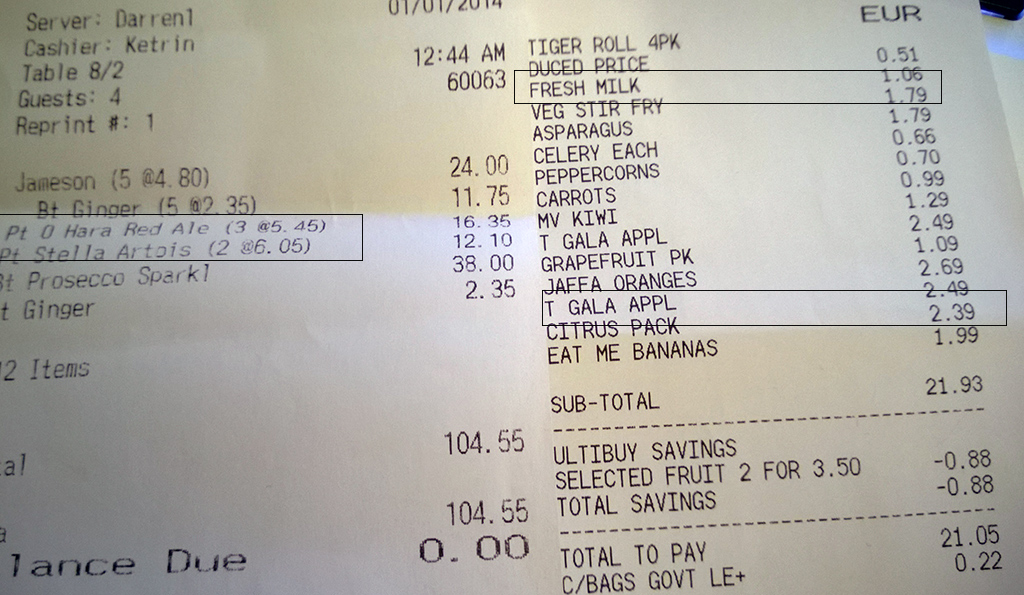 01/01/2014
Server: Darren1
Cashier: Ketrin 12:44 AM
Table 8/2 60063
Guests: 4
Reprint #: 1
Jameson (5 @4.80) 24.00
Bt Ginger (5 @2.35) 11.75
Pt O Hara Red Ale (3 @5.45) 16.35
Pt Stella Artois (2 @6.05) 12.10
Bt Prosecco Sparkl 38.00
t Ginger 2.35
2 Items
al 104.55
a 104.55
lance Due 0.00
EUR
TIGER ROLL 4PK
DUCED PRICE 0.51
FRESH MILK 1.06
VEG STIR FRY 1.79
ASPARAGUS 1.79
CELERY EACH 0.66
PEPPERCORNS 0.70
CARROTS 0.99
MV KIWI 1.29
T GALA APPL 2.49
GRAPEFRUIT PK 1.09
JAFFA ORANGES 2.69
T GALA APPL 2.49
CITRUS PACK 2.39
EAT ME BANANAS 1.99
SUB-TOTAL 21.93
ULTIBUY SAVINGS
SELECTED FRUIT 2 FOR 3.50 -0.88
TOTAL SAVINGS -0.88
TOTAL TO PAY 21.05
C/BAGS GOVT LE+ 0.22